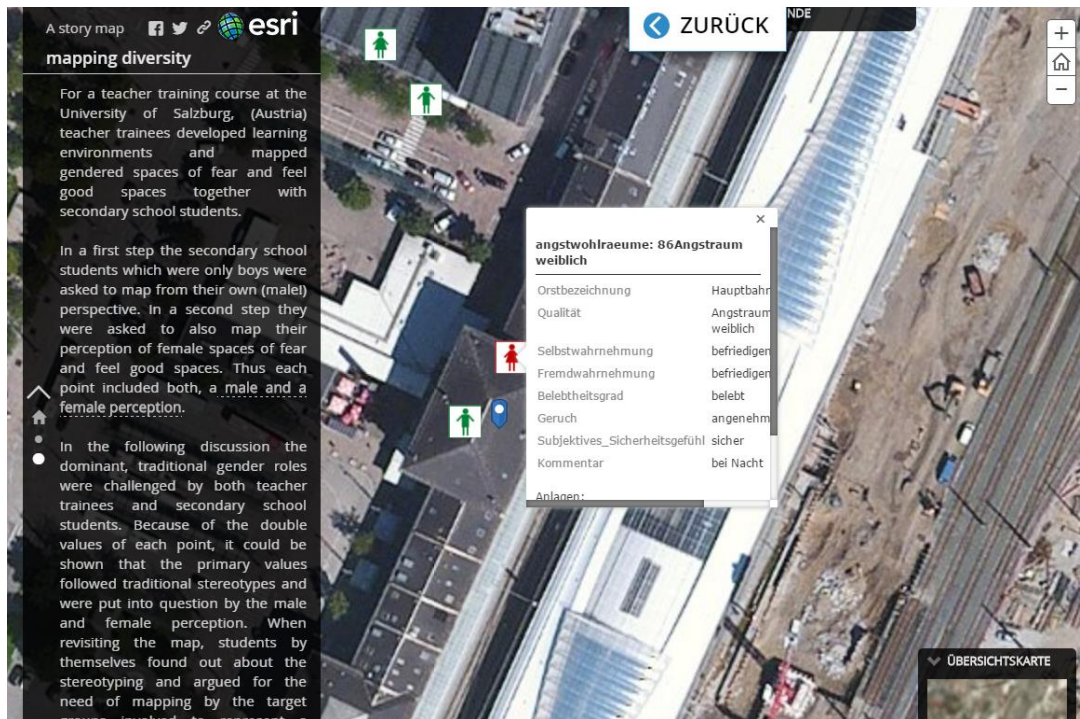 A story map
esri
mapping diversity
For a teacher training course at the
University of Salzburg, (Austria)
teacher trainees developed learning
environments and mapped
gendered spaces of fear and feel
good spaces together with
secondary school students.
In a first step the secondary school
students which were only boys were
asked to map from their own (male!)
perspective. In a second step they
were asked to also map their
perception of female spaces of fear
and feel good spaces. Thus each
point included both, a male and a
female perception.
In the following discussion the
dominant, traditional gender roles
were challenged by both teacher
trainees and secondary school
students. Because of the double
values of each point, it could be
shown that the primary values
followed traditional stereotypes and
were put into question by the male
and female perception. When
revisiting the map, students by
themselves found out about the
stereotyping and argued for the
need of mapping by the target
ZURÜCK
NDE
+
−
×
angstwohlraeume: 86Angstraum
weiblich
Orstbezeichnung Hauptbahr
Qualität Angstraum
weiblich
Selbstwahrnehmung befriedigen
Fremdwahrnehmung befriedigen
Belebtheitsgrad belebt
Geruch angenehm
Subjektives_Sicherheitsgefühl sicher
Kommentar bei Nacht
Anlagen:
ÜBERSICHTSKARTE